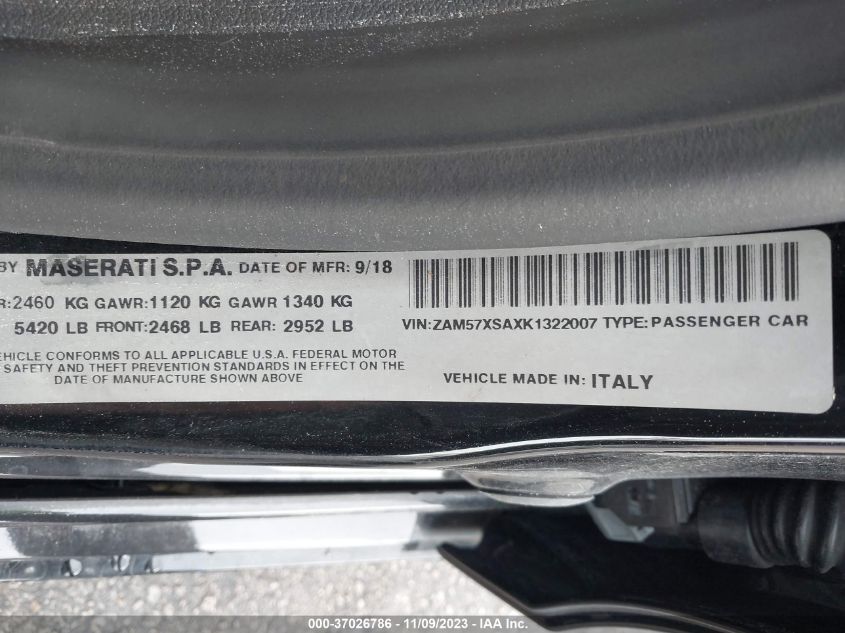 BY MASERATI S.P.A. DATE OF MFR: 9/18
R:2460 KG GAWR:1120 KG GAWR 1340 KG
5420 LB FRONT:2468 LB REAR: 2952 LB
VIN:ZAM57XSAXK1322007 TYPE:PASSENGER CAR
EHICLE CONFORMS TO ALL APPLICABLE U.S.A. FEDERAL MOTOR
SAFETY AND THEFT PREVENTION STANDARDS IN EFFECT ON THE
DATE OF MANUFACTURE SHOWN ABOVE
VEHICLE MADE IN: ITALY
000-37026786 - 11/09/2023 - IAA Inc.